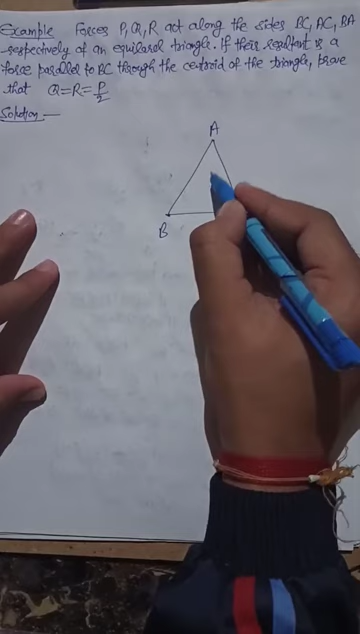 Example Forces P, Q, R act along the sides BC, AC, BA
respectively of an equilateral triangle. If their resultant is a
force parallel to BC through the centroid of the triangle, prove
that Q=R=P/2
Solution—
A
B